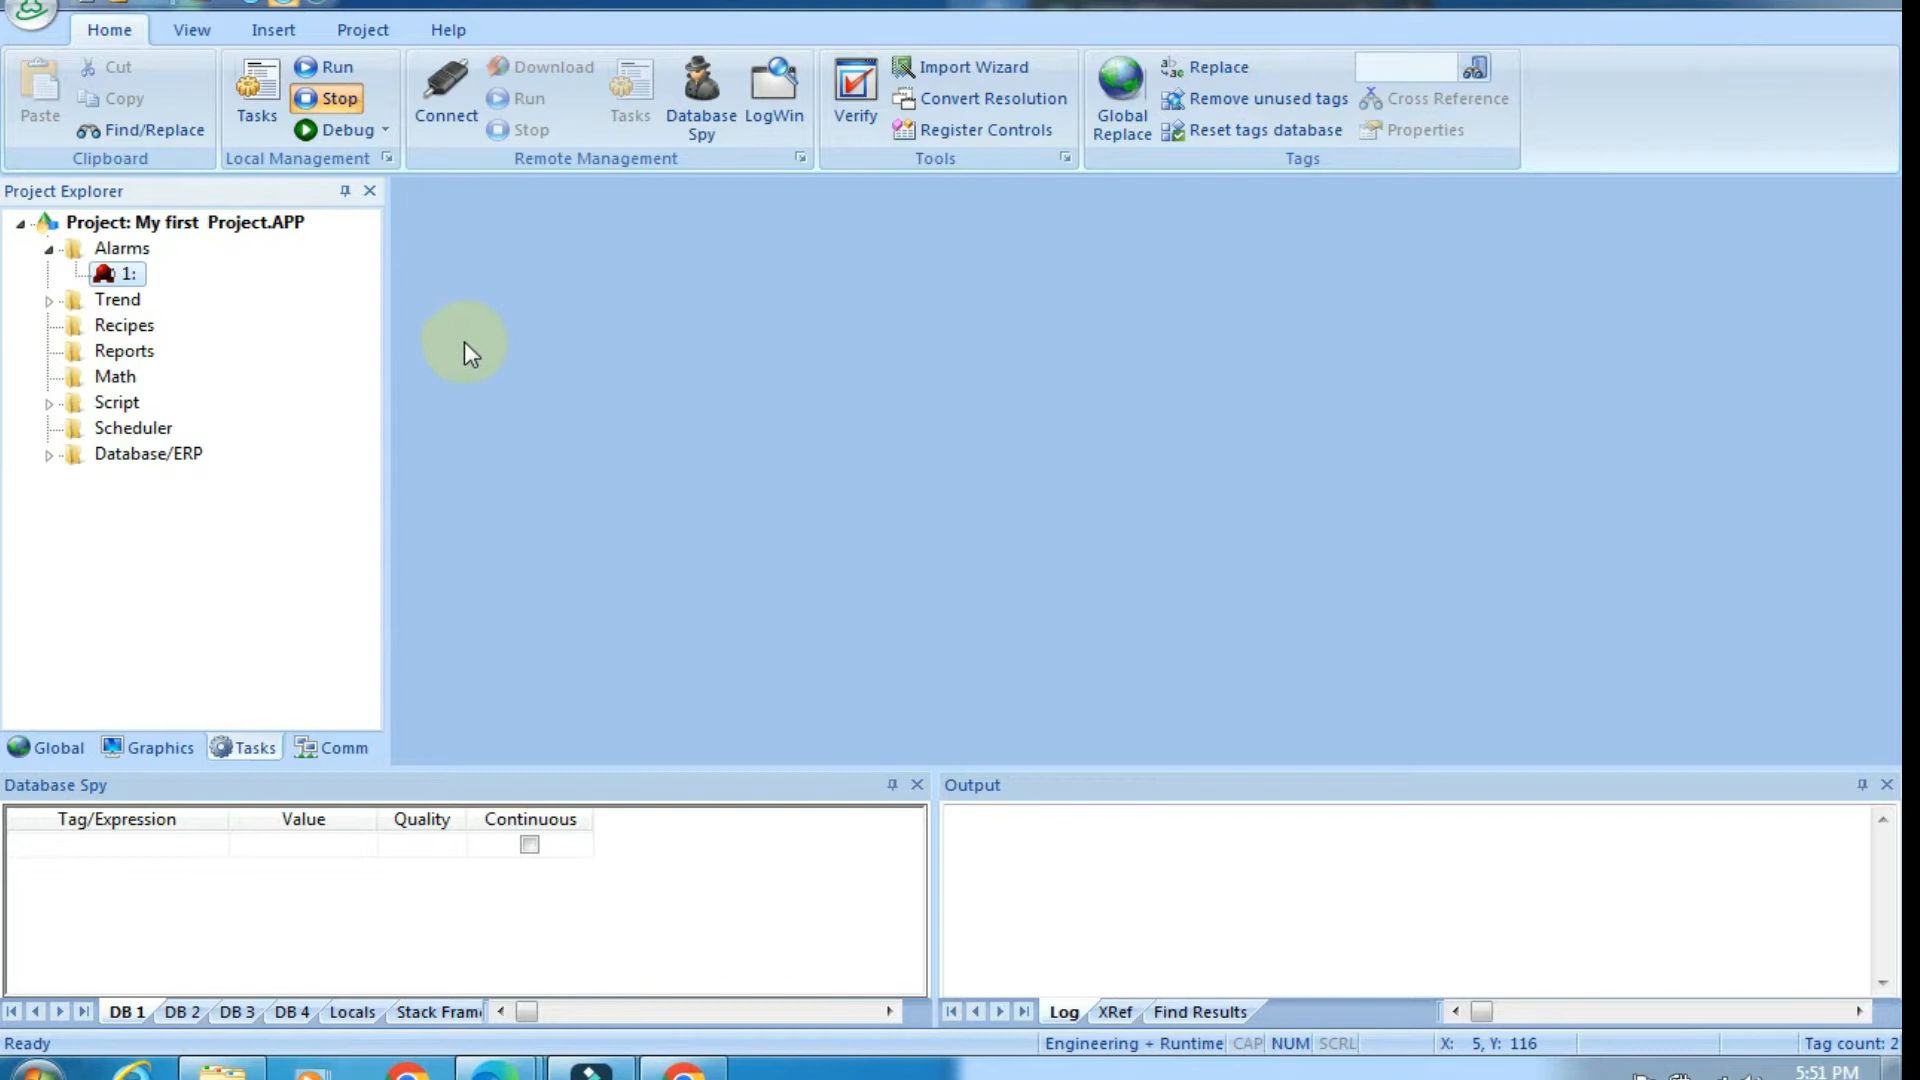 Home View Insert Project Help
Paste Cut Copy Find/Replace Clipboard
Tasks Run Stop Debug Local Management
Connect Download Run Stop Tasks Database Spy LogWin Remote Management
Verify Import Wizard Convert Resolution Register Controls Tools
Global Replace Replace Remove unused tags Reset tags database Cross Reference Properties Tags
Project Explorer
Project: My first Project.APP
Alarms
1:
Trend
Recipes
Reports
Math
Script
Scheduler
Database/ERP
Global Graphics Tasks Comm
Database Spy
Tag/Expression Value Quality Continuous
DB 1 DB 2 DB 3 DB 4 Locals Stack Fram
Output
Log XRef Find Results
Ready Engineering + Runtime CAP NUM SCRL X: 5, Y: 116 Tag count: 2
5:51 PM